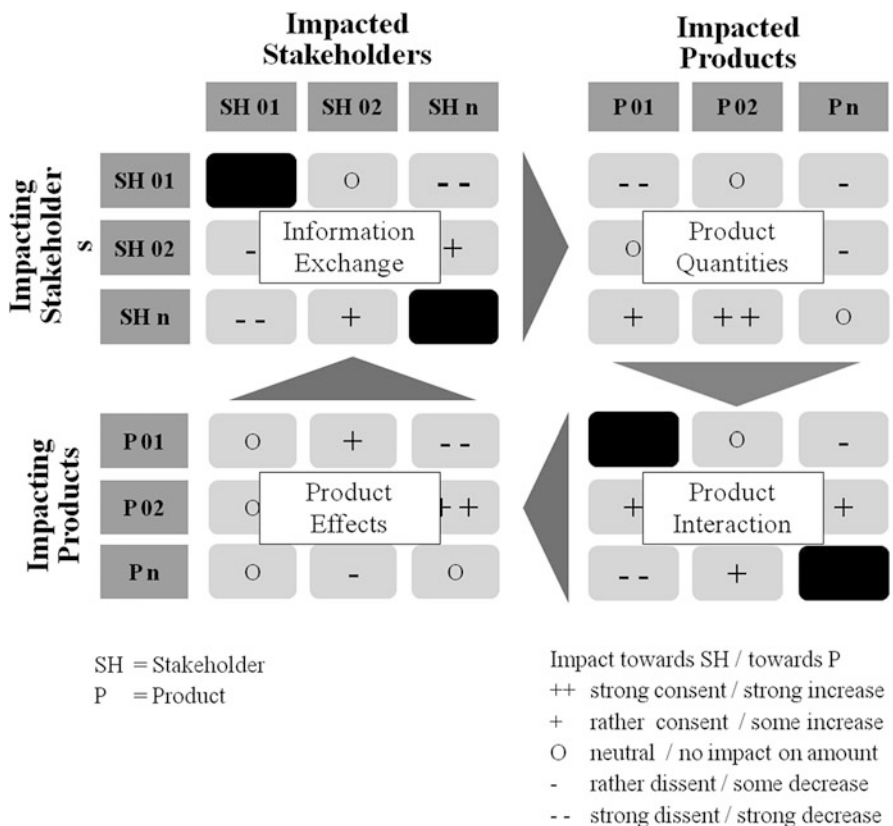 Impacted
Stakeholders
Impacted
Products
SH 01 SH 02 SH n
P 01 P 02 P n
Impacting
Stakeholder
s
SH 01 O - - - - O -
SH 02 - + O -
Information
Exchange
Product
Quantities
SH n - - + + + + O
Impacting
Products
P 01 O + - - O -
P 02 O ++ + +
Product
Effects
Product
Interaction
P n O - O - - +
SH = Stakeholder
P = Product
Impact towards SH / towards P
++ strong consent / strong increase
+ rather consent / some increase
O neutral / no impact on amount
- rather dissent / some decrease
- - strong dissent / strong decrease